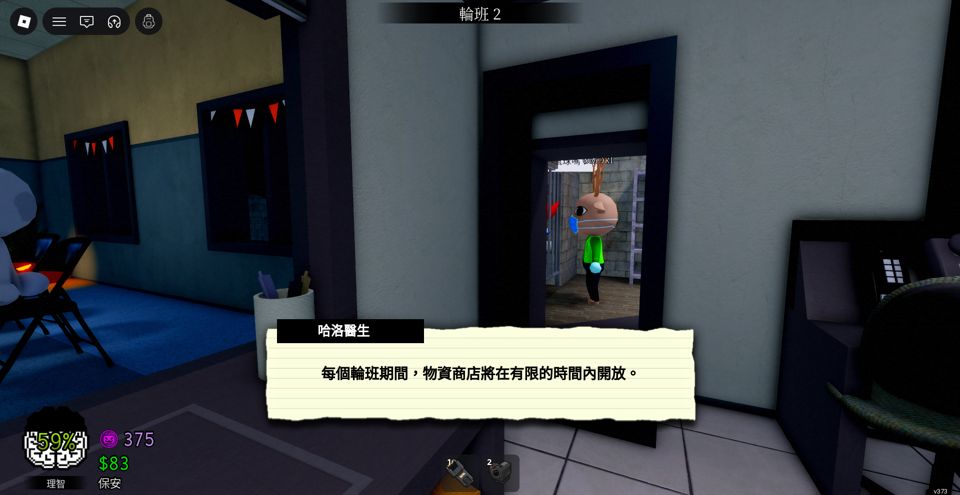 輪班 2
哈洛醫生
每個輪班期間，物資商店將在有限的時間內開放。
59%
375
$83
理智
保安
1
2
v373